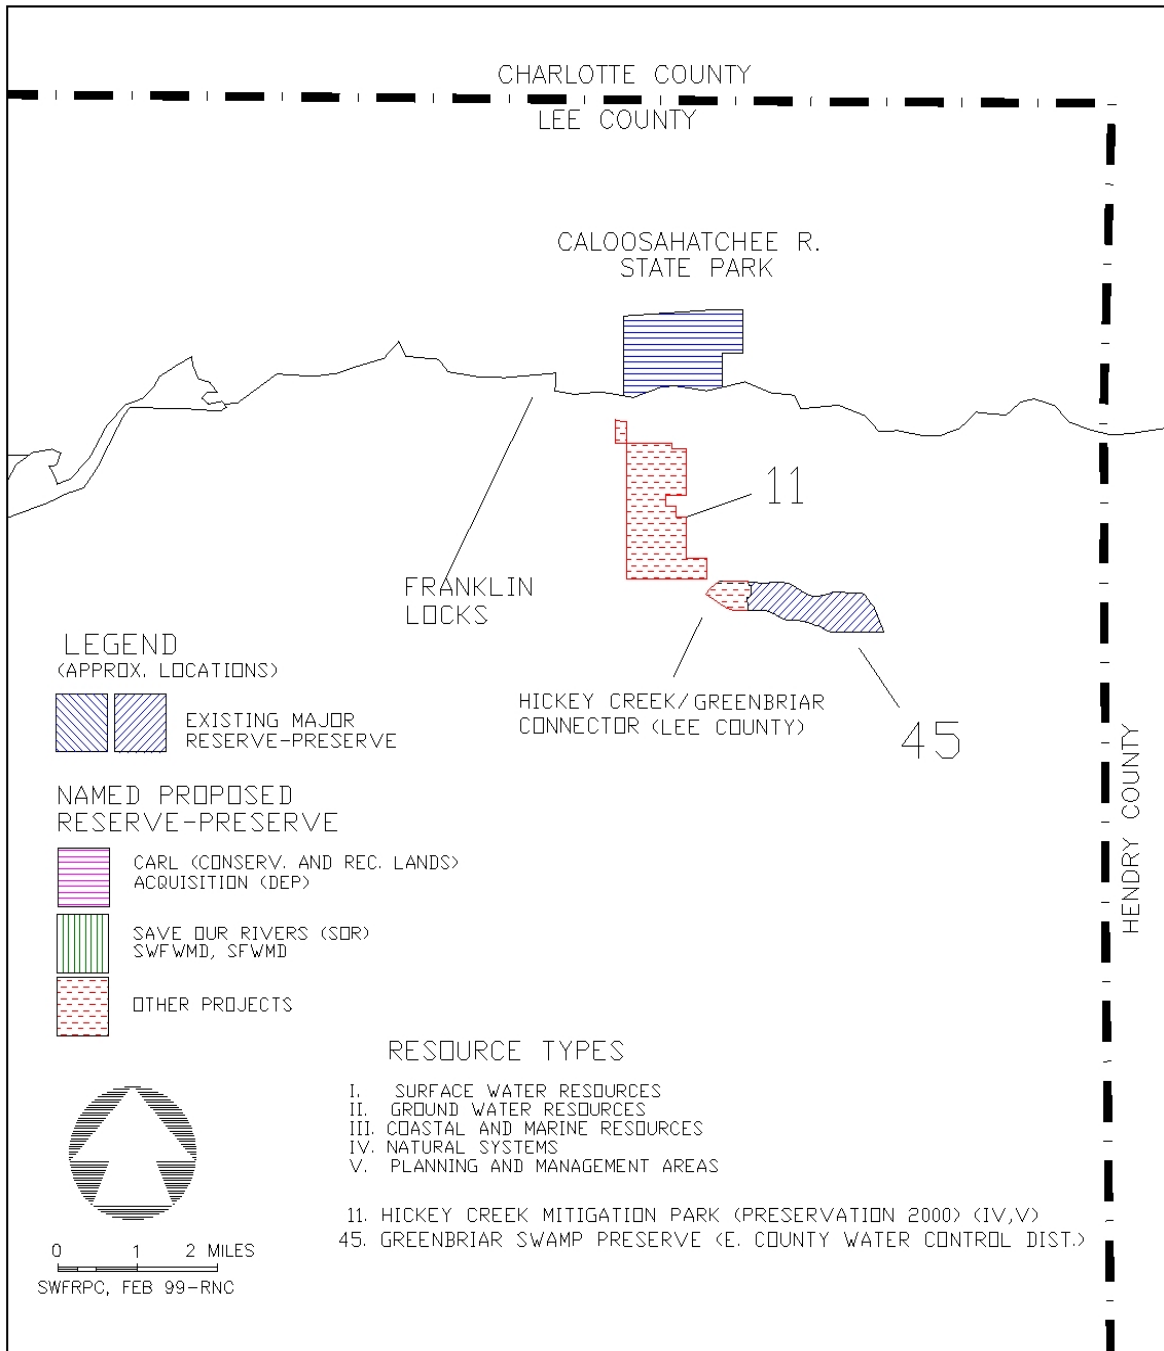 CHARLOTTE COUNTY
LEE COUNTY
CALOOSAHATCHEE R.
STATE PARK
11
FRANKLIN
LOCKS
HICKEY CREEK/GREENBRIAR
CONNECTOR (LEE COUNTY)
45
HENDRY COUNTY
LEGEND
(APPROX. LOCATIONS)
EXISTING MAJOR
RESERVE-PRESERVE
NAMED PROPOSED
RESERVE-PRESERVE
CARL (CONSERV. AND REC. LANDS)
ACQUISITION (DEP)
SAVE OUR RIVERS (SOR)
SWFWMD, SFWMD
OTHER PROJECTS
RESOURCE TYPES
I. SURFACE WATER RESOURCES
II. GROUND WATER RESOURCES
III. COASTAL AND MARINE RESOURCES
IV. NATURAL SYSTEMS
V. PLANNING AND MANAGEMENT AREAS
11. HICKEY CREEK MITIGATION PARK (PRESERVATION 2000) (IV,V)
45. GREENBRIAR SWAMP PRESERVE (E. COUNTY WATER CONTROL DIST.)
0 1 2 MILES
SWFRPC, FEB 99-RNC